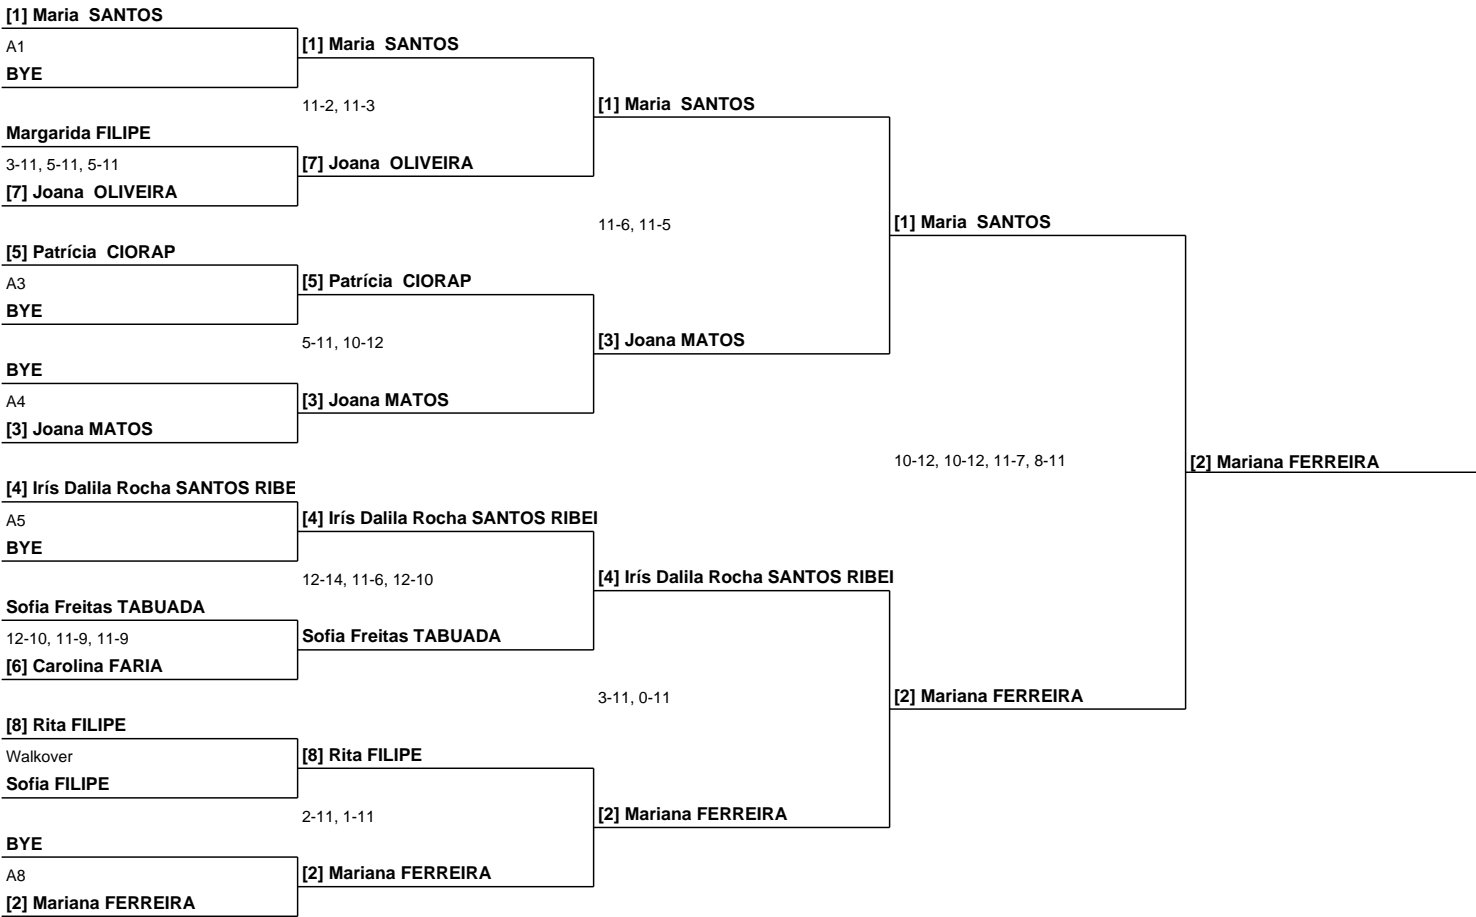 [1] Maria  SANTOS
A1
BYE
Margarida FILIPE
3-11, 5-11, 5-11
[7] Joana  OLIVEIRA
[5] Patrícia  CIORAP
A3
BYE
BYE
A4
[3] Joana MATOS
[4] Irís Dalila Rocha SANTOS RIBE
A5
BYE
Sofia Freitas TABUADA
12-10, 11-9, 11-9
[6] Carolina FARIA
[8] Rita FILIPE
Walkover
Sofia FILIPE
BYE
A8
[2] Mariana FERREIRA
[1] Maria  SANTOS
11-2, 11-3
[7] Joana  OLIVEIRA
[5] Patrícia  CIORAP
5-11, 10-12
[3] Joana MATOS
[4] Irís Dalila Rocha SANTOS RIBEI
12-14, 11-6, 12-10
Sofia Freitas TABUADA
[8] Rita FILIPE
2-11, 1-11
[2] Mariana FERREIRA
[1] Maria  SANTOS
11-6, 11-5
[3] Joana MATOS
[4] Irís Dalila Rocha SANTOS RIBEI
3-11, 0-11
[2] Mariana FERREIRA
[1] Maria  SANTOS
10-12, 10-12, 11-7, 8-11
[2] Mariana FERREIRA
[2] Mariana FERREIRA